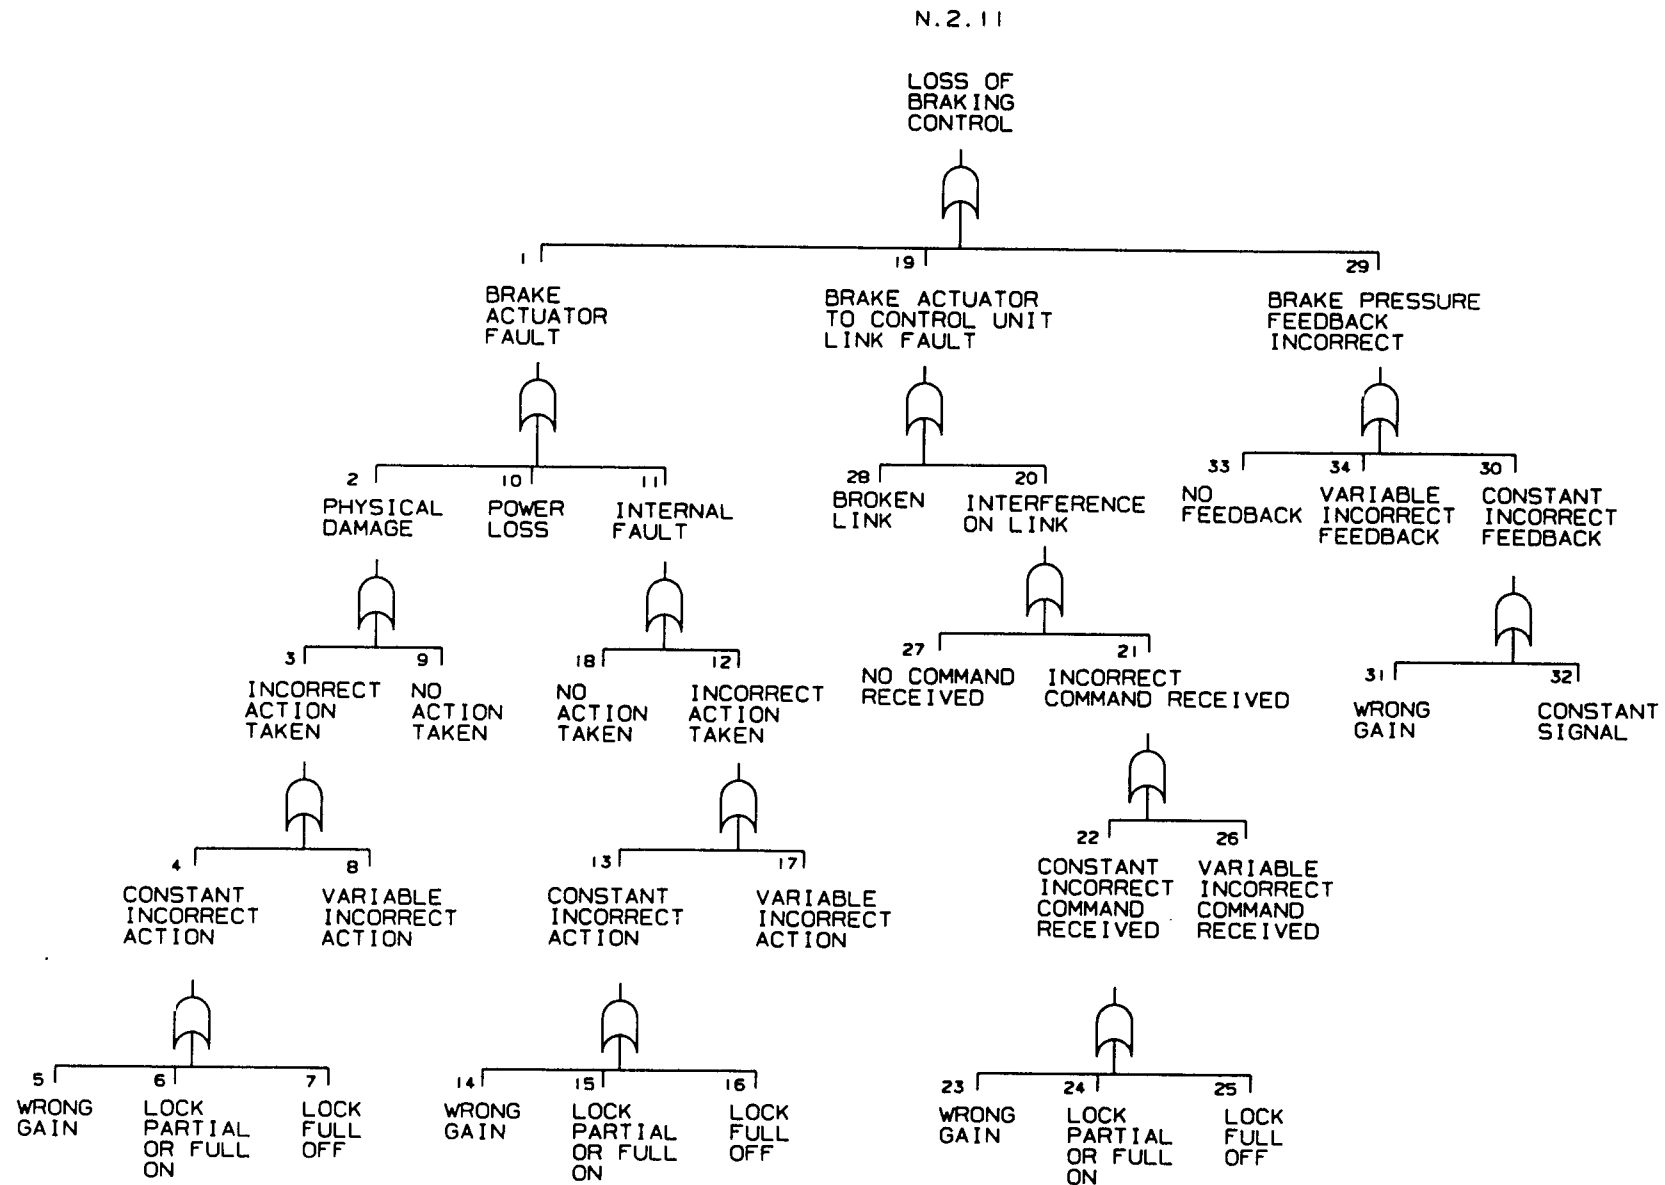 N.2.11
LOSS OF
BRAKING
CONTROL
1
19
29
BRAKE
ACTUATOR
FAULT
BRAKE ACTUATOR
TO CONTROL UNIT
LINK FAULT
BRAKE PRESSURE
FEEDBACK
INCORRECT
2
10
11
28
20
33
34
30
PHYSICAL
DAMAGE
POWER
LOSS
INTERNAL
FAULT
BROKEN
LINK
INTERFERENCE
ON LINK
NO
FEEDBACK
VARIABLE
INCORRECT
FEEDBACK
CONSTANT
INCORRECT
FEEDBACK
3
9
18
12
27
21
31
32
INCORRECT
ACTION
TAKEN
NO
ACTION
TAKEN
NO
ACTION
TAKEN
INCORRECT
ACTION
TAKEN
NO COMMAND
RECEIVED
INCORRECT
COMMAND RECEIVED
WRONG
GAIN
CONSTANT
SIGNAL
4
8
13
17
22
26
CONSTANT
INCORRECT
ACTION
VARIABLE
INCORRECT
ACTION
CONSTANT
INCORRECT
ACTION
VARIABLE
INCORRECT
ACTION
CONSTANT
INCORRECT
COMMAND
RECEIVED
VARIABLE
INCORRECT
COMMAND
RECEIVED
5
6
7
14
15
16
23
24
25
WRONG
GAIN
LOCK
PARTIAL
OR FULL
ON
LOCK
FULL
OFF
WRONG
GAIN
LOCK
PARTIAL
OR FULL
ON
LOCK
FULL
OFF
WRONG
GAIN
LOCK
PARTIAL
OR FULL
ON
LOCK
FULL
OFF